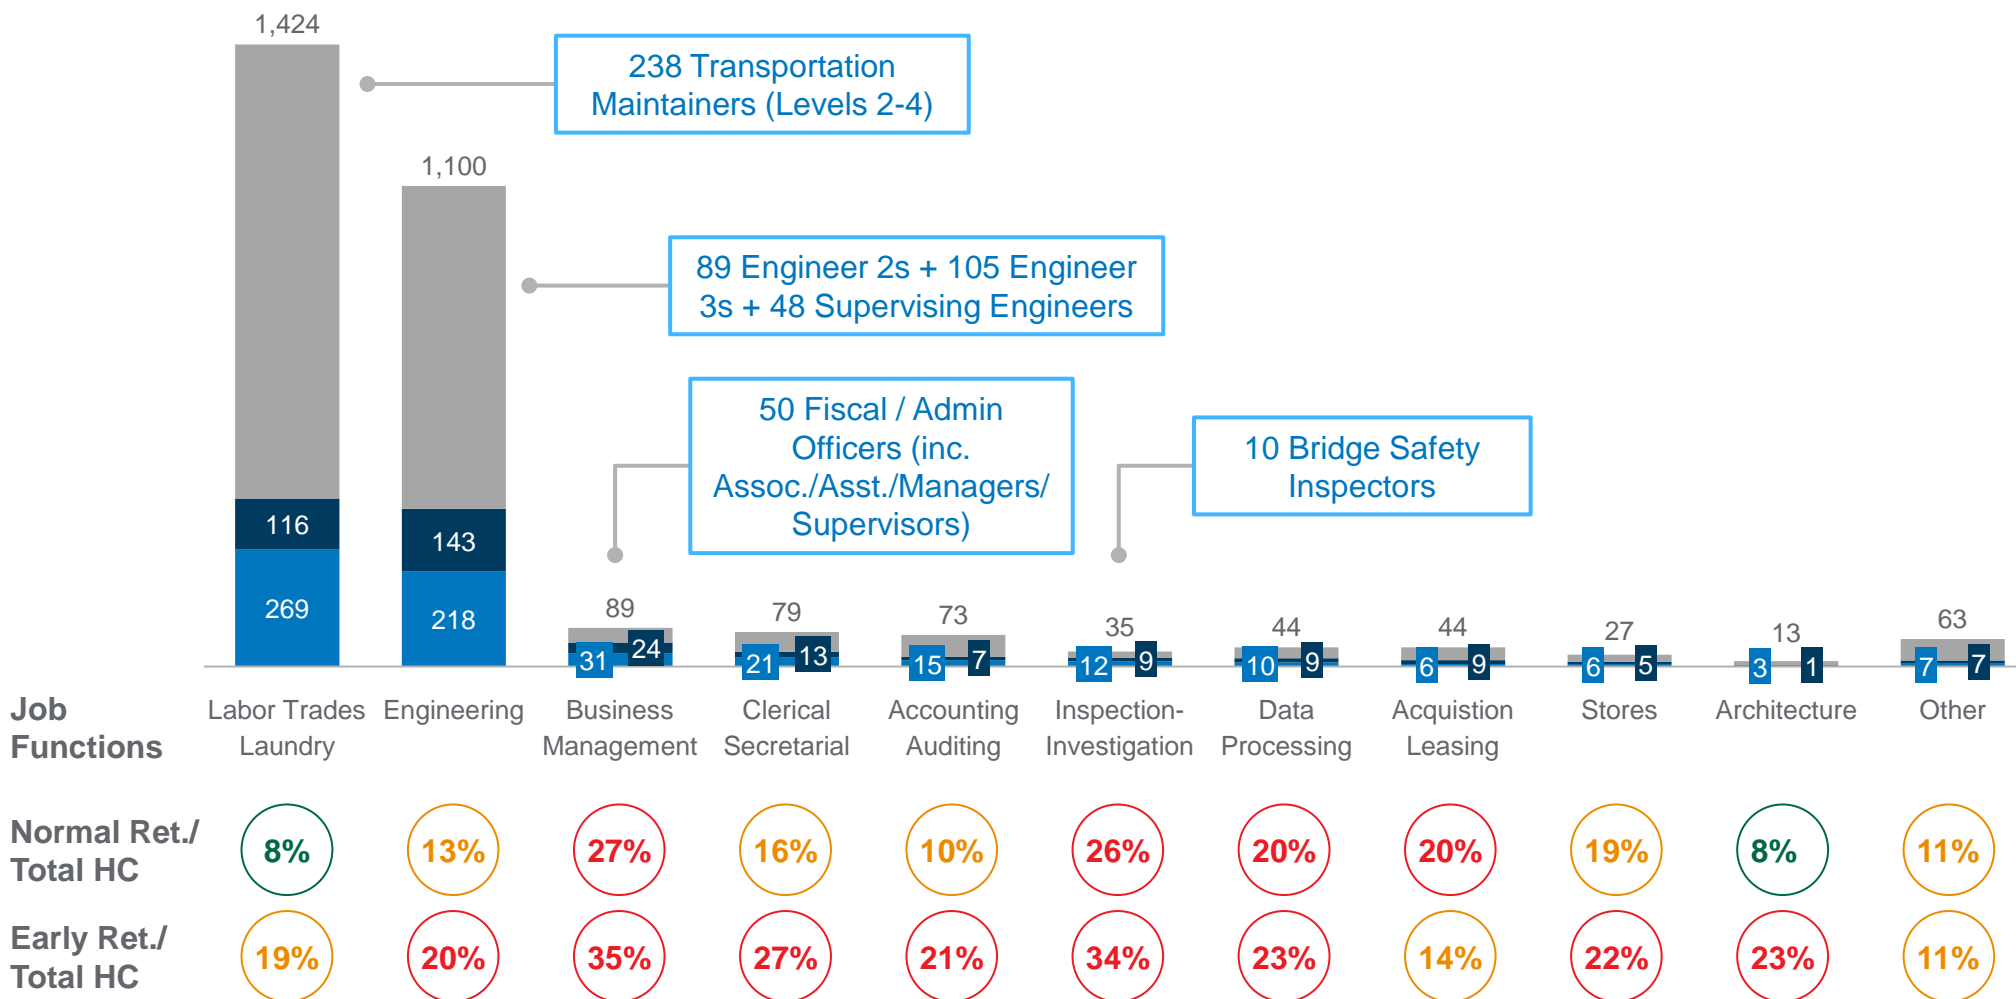 1,424
238 Transportation
Maintainers (Levels 2-4)
1,100
89 Engineer 2s + 105 Engineer
3s + 48 Supervising Engineers
50 Fiscal / Admin
Officers (inc.
Assoc./Asst./Managers/
Supervisors)
10 Bridge Safety
Inspectors
116
143
269
218
89
79
73
35
44
44
27
13
63
31 24
21 13
15 7
12 9
10 9
6 9
6 5
3 1
7 7
Job
Functions
Labor Trades
Laundry
Engineering
Business
Management
Clerical
Secretarial
Accounting
Auditing
Inspection-
Investigation
Data
Processing
Acquistion
Leasing
Stores
Architecture
Other
Normal Ret./
Total HC
8% 13% 27% 16% 10% 26% 20% 20% 19% 8% 11%
Early Ret./
Total HC
19% 20% 35% 27% 21% 34% 23% 14% 22% 23% 11%